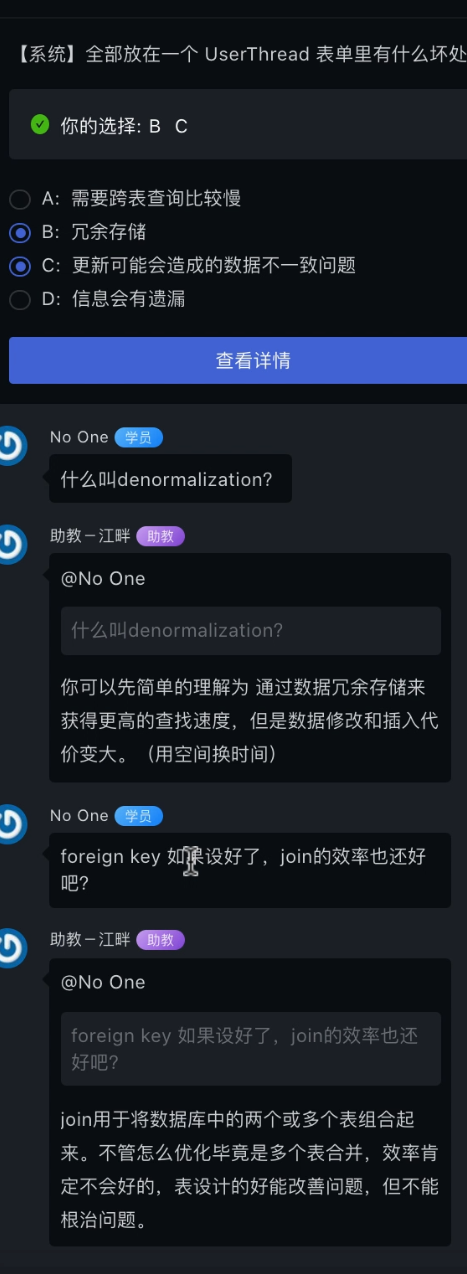 【系统】全部放在一个 UserThread 表单里有什么坏处
你的选择: B C
A: 需要跨表查询比较慢
B: 冗余存储
C: 更新可能会造成的数据不一致问题
D: 信息会有遗漏
查看详情
No One 学员
什么叫denormalization?
助教－江畔 助教
@No One
什么叫denormalization?
你可以先简单的理解为 通过数据冗余存储来
获得更高的查找速度，但是数据修改和插入代
价变大。（用空间换时间）
No One 学员
foreign key 如果设好了，join的效率也还好
吧?
助教－江畔 助教
@No One
foreign key 如果设好了，join的效率也还
好吧?
join用于将数据库中的两个或多个表组合起
来。不管怎么优化毕竟是多个表合并，效率肯
定不会好的，表设计的好能改善问题，但不能
根治问题。